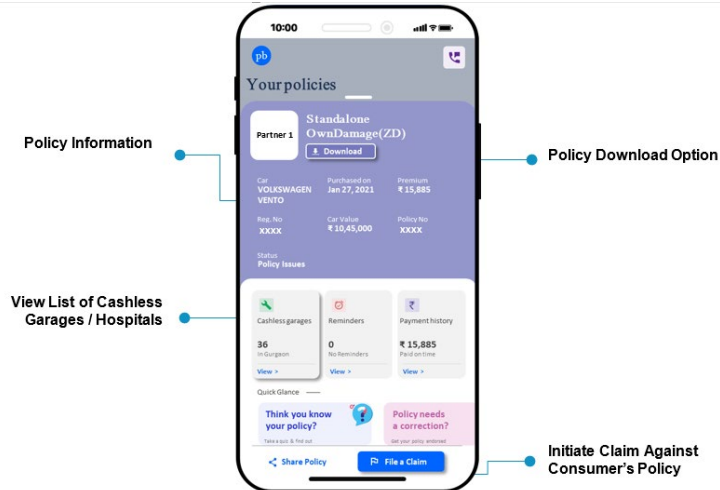 10:00
pb
Your policies
Partner 1
Standalone
OwnDamage(ZD)
Download
Policy Information
Policy Download Option
Car
Purchased on
Premium
VOLKSWAGEN
VENTO
Jan 27, 2021
₹ 15,885
Reg. No
Car Value
Policy No
XXXX
₹ 10,45,000
XXXX
Status
Policy Issues
View List of Cashless
Garages / Hospitals
Cashless garages
Reminders
Payment history
36
0
₹ 15,885
In Gurgaon
No Reminders
Paid on time
View >
View >
View >
Quick Glance
Think you know
your policy?
Take a quiz & find out
Policy needs
a correction?
Get your policy endorsed
Share Policy
File a Claim
Initiate Claim Against
Consumer's Policy